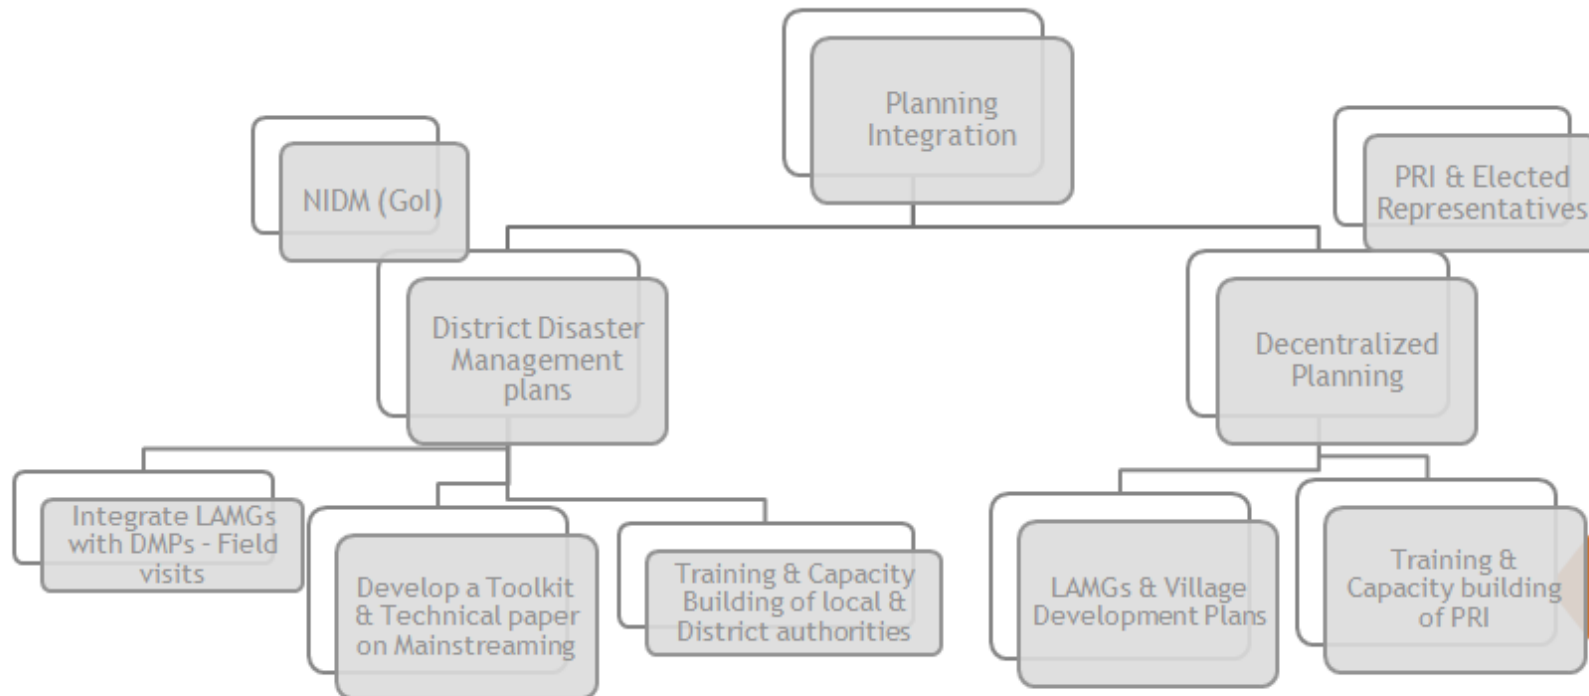 Planning
Integration
NIDM (GoI)
PRI & Elected
Representatives
District Disaster
Management
plans
Decentralized
Planning
Integrate LAMGs
with DMPs - Field
visits
Develop a Toolkit
& Technical paper
on Mainstreaming
Training & Capacity
Building of local &
District authorities
LAMGs & Village
Development Plans
Training &
Capacity building
of PRI